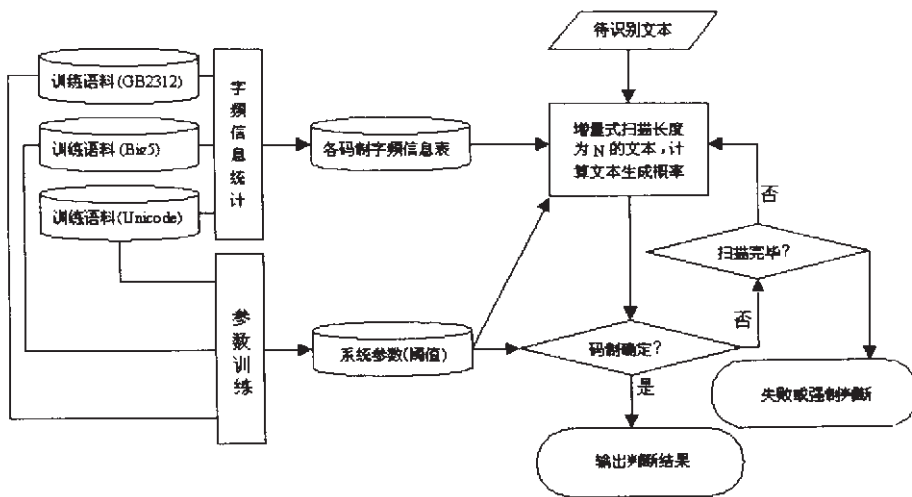 待识别文本
训练语料(GB2312)
训练语料(Big5)
训练语料(Unicode)
字
频
信
息
统
计
各码制字频信息表
增量式扫描长度
为 N 的文本,计
算文本生成概率
否
扫描完毕?
参
数
训
练
系统参数(阈值)
码制确定?
否
是
失败或强制判断
输出判断结果